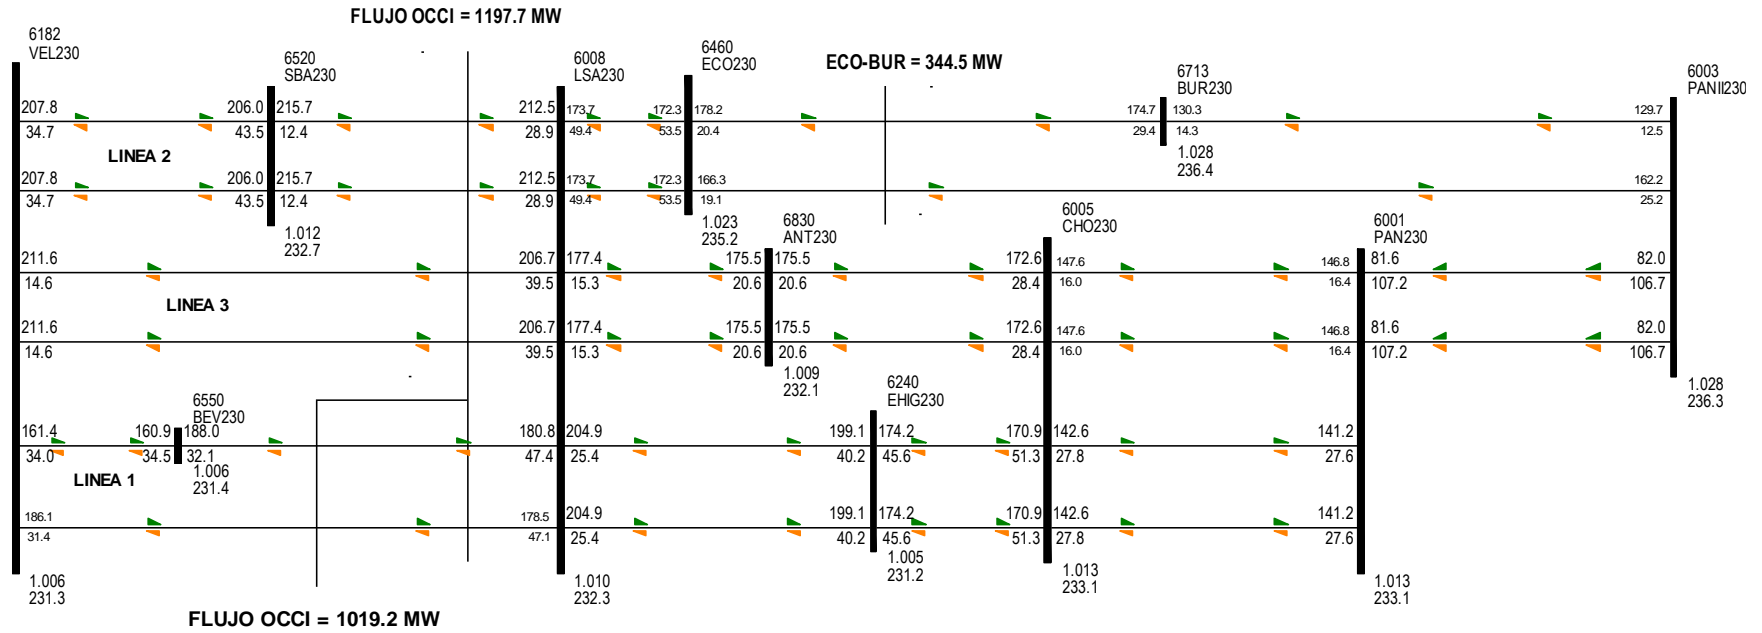 FLUJO OCCI = 1197.7 MW
6182
VEL230
6520
SBA230
6008
LSA230
6460
ECO230
ECO-BUR = 344.5 MW
6713
BUR230
6003
PANII230
207.8 206.0 215.7 212.5 173.7 172.3 178.2 174.7 130.3 129.7
34.7 43.5 12.4 28.9 49.4 53.5 20.4 29.4 14.3 12.5
LINEA 2
1.028
236.4
207.8 206.0 215.7 212.5 173.7 172.3 166.3 162.2
34.7 43.5 12.4 28.9 49.4 53.5 19.1 25.2
1.012
232.7
1.023
235.2
6830
ANT230
6005
CHO230
6001
PAN230
211.6 206.7 177.4 175.5 175.5 172.6 147.6 146.8 81.6 82.0
14.6 39.5 15.3 20.6 20.6 28.4 16.0 16.4 107.2 106.7
LINEA 3
211.6 206.7 177.4 175.5 175.5 172.6 147.6 146.8 81.6 82.0
14.6 39.5 15.3 20.6 20.6 28.4 16.0 16.4 107.2 106.7
1.009
232.1
1.028
236.3
6550
BEV230
6240
EHIG230
161.4 160.9 188.0 180.8 204.9 199.1 174.2 170.9 142.6 141.2
34.0 34.5 32.1 47.4 25.4 40.2 45.6 51.3 27.8 27.6
1.006
231.4
LINEA 1
186.1 178.5 204.9 199.1 174.2 170.9 142.6 141.2
31.4 47.1 25.4 40.2 45.6 51.3 27.8 27.6
1.005
231.2
1.006
231.3
1.010
232.3
1.013
233.1
1.013
233.1
FLUJO OCCI = 1019.2 MW